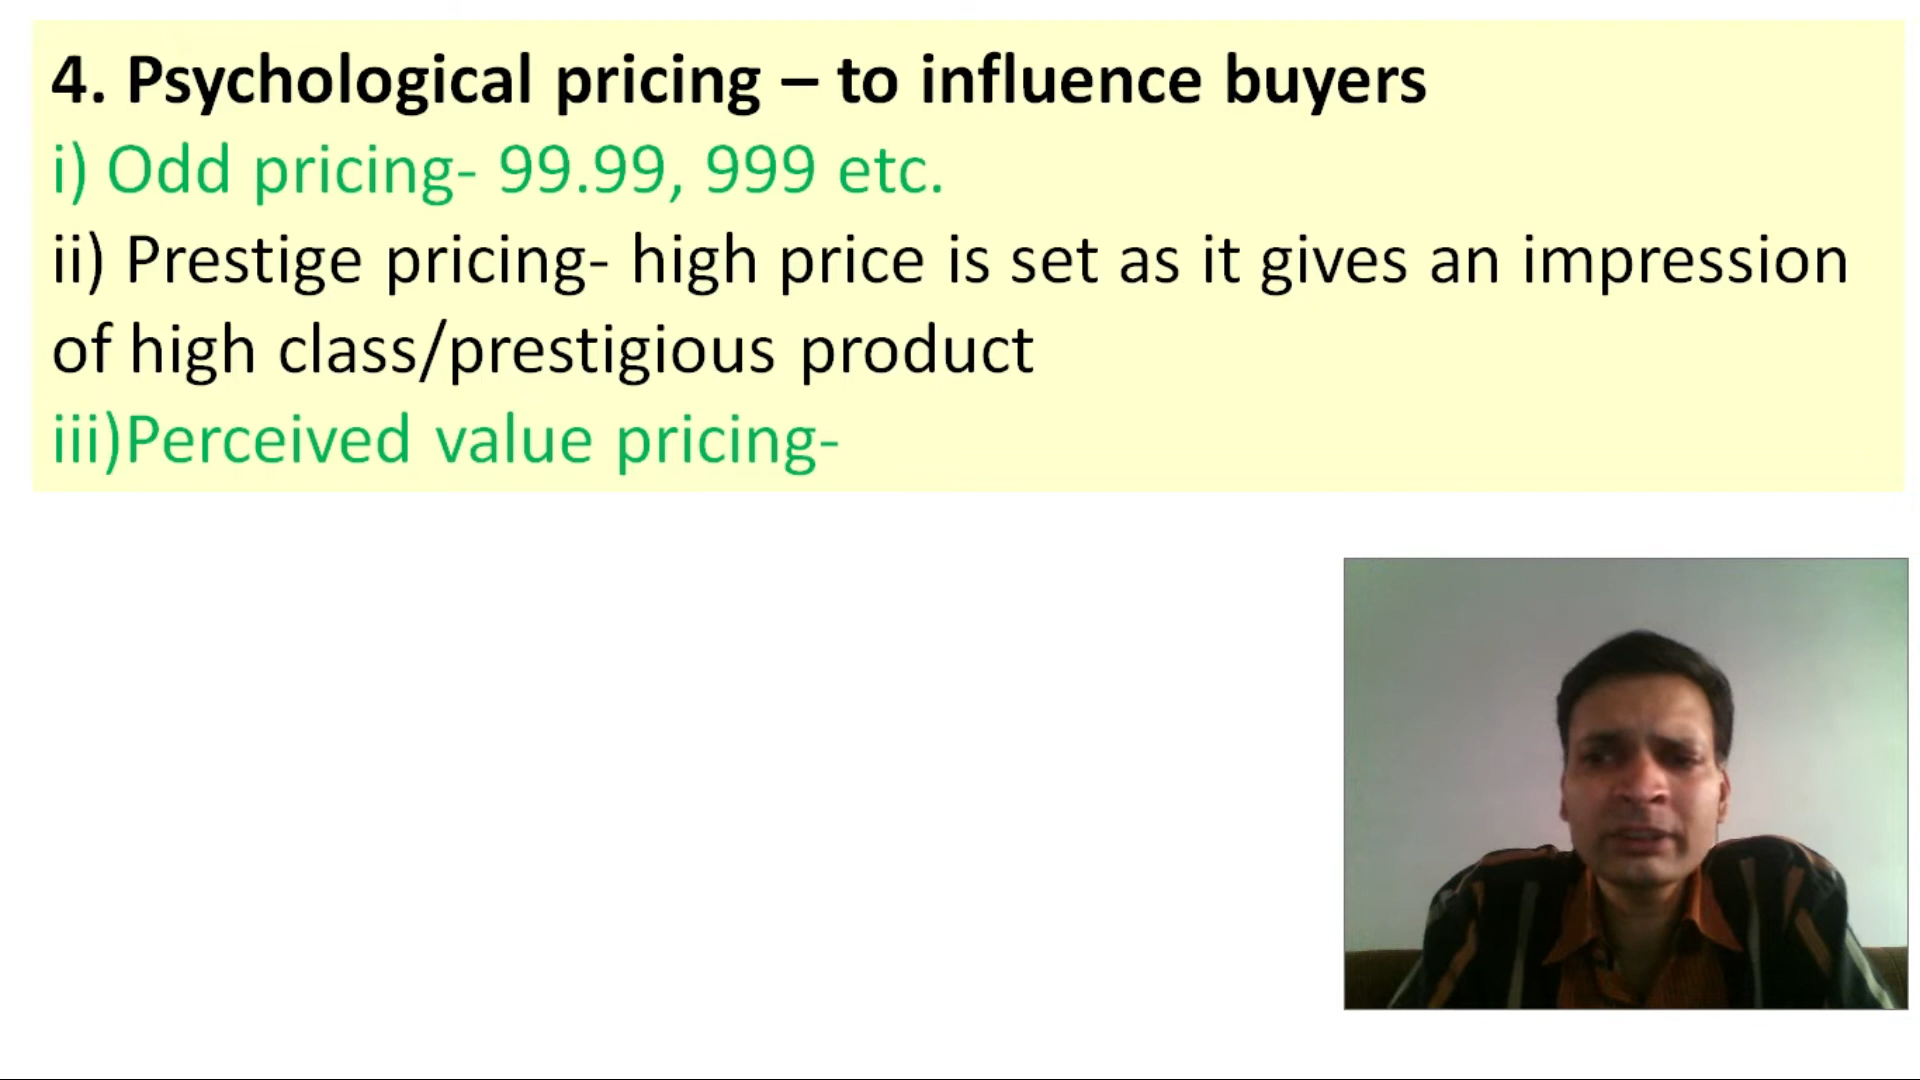 4. Psychological pricing – to influence buyers
i) Odd pricing- 99.99, 999 etc.
ii) Prestige pricing- high price is set as it gives an impression
of high class/prestigious product
iii)Perceived value pricing-